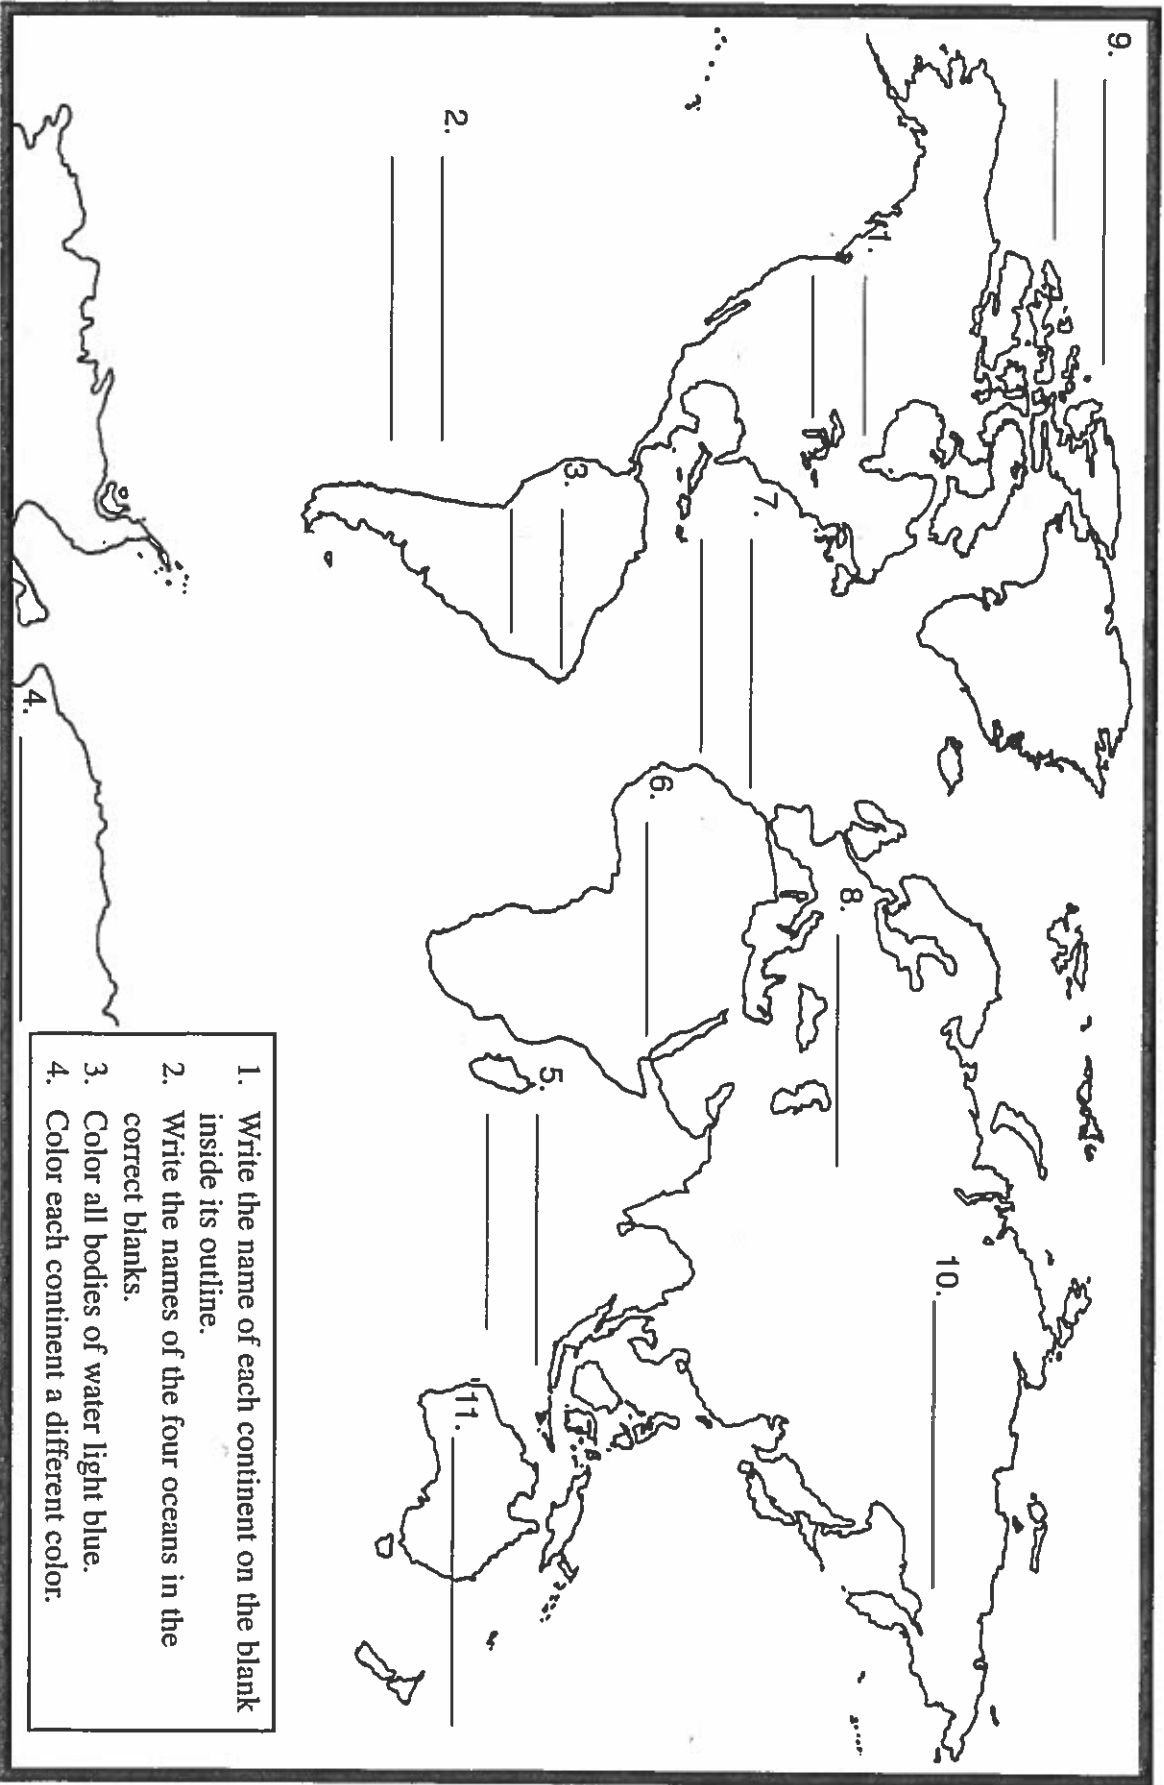 9.
1.
2.
7.
3.
10.
8.
6.
5.
11.
4.
1. Write the name of each continent on the blank
inside its outline.
2. Write the names of the four oceans in the
correct blanks.
3. Color all bodies of water light blue.
4. Color each continent a different color.